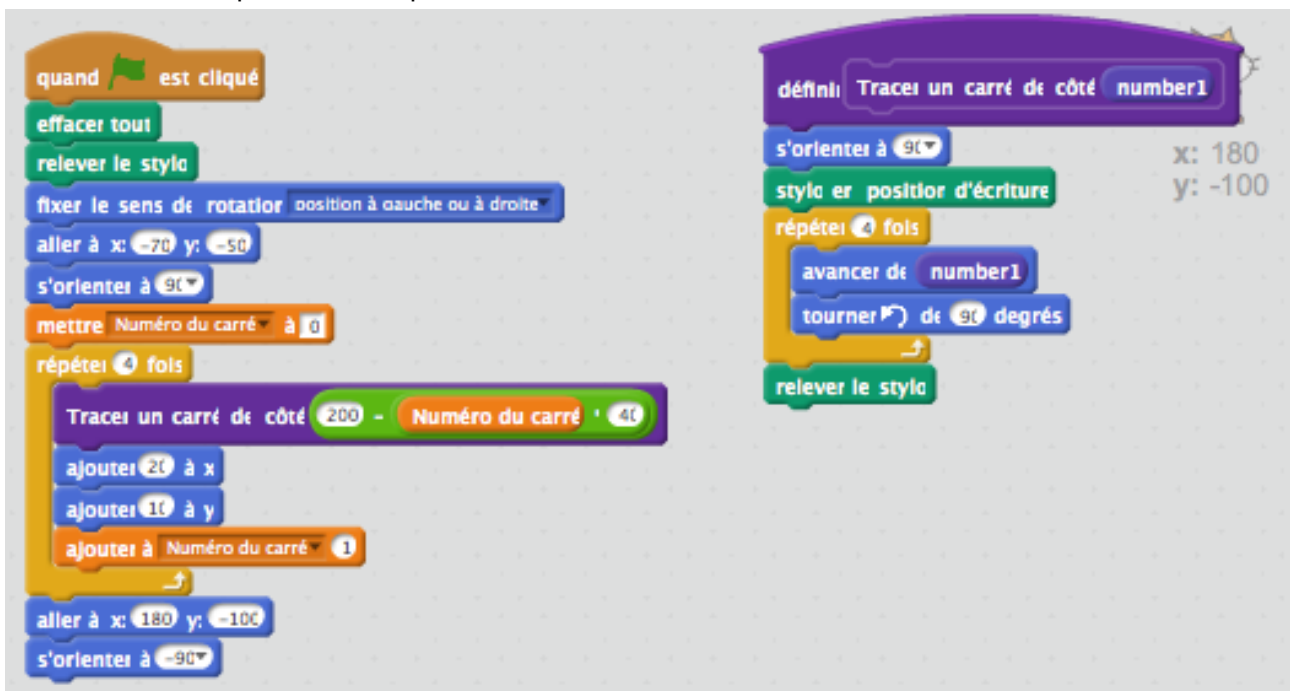 quand est cliqué
effacer tout
relever le stylo
fixer le sens de rotation position à gauche ou à droite
aller à x: -70 y: -50
s'orienter à 90
mettre Numéro du carré à 0
répéter 4 fois
Tracer un carré de côté 200 - Numéro du carré * 40
ajouter 20 à x
ajouter 10 à y
ajouter à Numéro du carré 1
aller à x: 180 y: -100
s'orienter à -90
définir Tracer un carré de côté number1
s'orienter à 90
stylo en position d'écriture
répéter 4 fois
avancer de number1
tourner de 90 degrés
relever le stylo
x: 180
y: -100